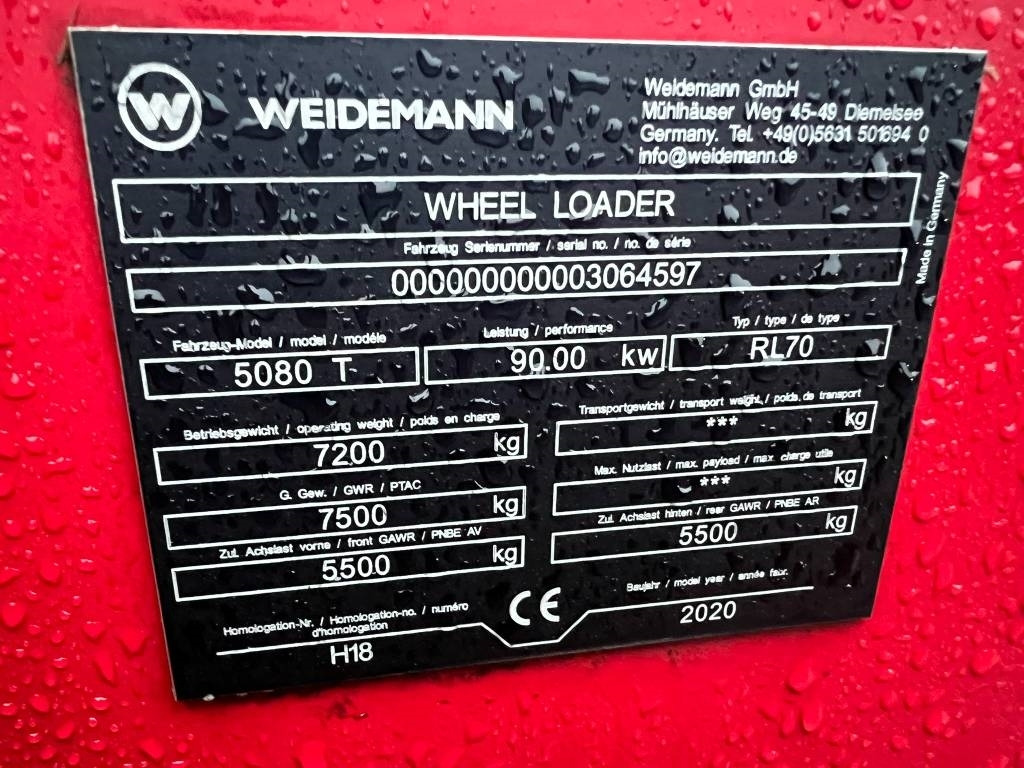 W WEIDEMANN
Weidemann GmbH
Mühlhäuser Weg 45-49 Diemelsee
Germany. Tel. +49(0)5631 501694 0
info@weidemann.de
WHEEL LOADER
Made in Germany
Fahrzeug Seriennummer / serial no. / no. de série
000000000003064597
Fahrzeug-Model / model / modéle
5080 T
Leistung / performance
90.00 kw
Typ / type / de type
RL70
Betriebsgewicht / operating weight / poids en charge
7200 kg
Transportgewicht / transport weight / poids de transport
*** kg
G. Gew. / GWR / PTAC
7500 kg
Max. Nutzlast / max. payload / max. charge utile
*** kg
Zul. Achslast vorne / front GAWR / PNBE AV
5500 kg
Zul. Achslast hinten / rear GAWR / PNBE AR
5500 kg
Homologation-Nr. / Homologation-no. / numéro
d'homologation
H18
CE
Baujahr / model year / année fabr.
2020